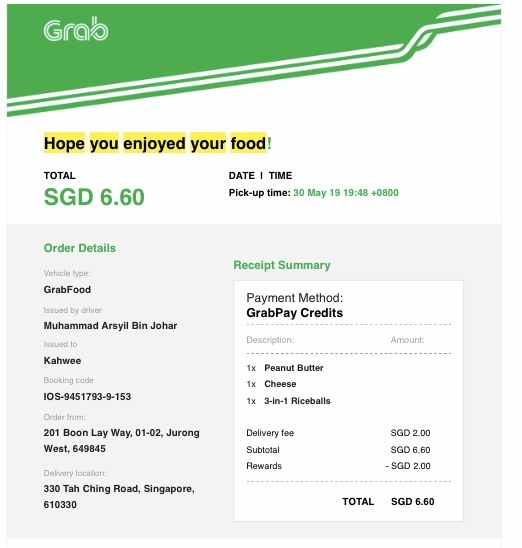 Grab
Hope you enjoyed your food!
TOTAL
SGD 6.60
DATE | TIME
Pick-up time: 30 May 19 19:48 +0800
Order Details
Vehicle type:
GrabFood
Issued by driver
Muhammad Arsyil Bin Johar
Issued to
Kahwee
Booking code
IOS-9451793-9-153
Order from:
201 Boon Lay Way, 01-02, Jurong
West, 649845
Delivery location:
330 Tah Ching Road, Singapore,
610330
Receipt Summary
Payment Method:
GrabPay Credits
Description: Amount:
1x Peanut Butter
1x Cheese
1x 3-in-1 Riceballs
Delivery fee SGD 2.00
Subtotal SGD 6.60
Rewards - SGD 2.00
TOTAL SGD 6.60